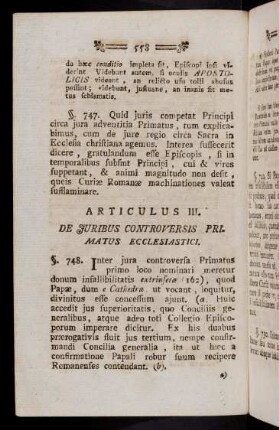 558
do hæc conditio impleta sit, Episcopi ipsi vi-
derint. Videbunt autem, si oculis APOSTO-
LICIS videant, an relicto usu tolli abusus
possint; videbunt, justume, an inanis sit me-
tus schismatis.
§. 747. Quid juris competat Principi
circa jura adventitia Primatus, tum explica-
bimus, cum de jure regio circa Sacra in
Ecclesia christiana agemus. Interea suffecerit
dicere, gratulandum esse Episcopis, si in
temporalibus subsint Principi, cui & vires
suppetant, & animi magnitudo non desit,
queis Curiæ Romanæ machinationes valeat
sufflaminare.
ARTICULUS III.
DE JURIBUS CONTROVERSIS PRI-
MATUS ECCLESIASTICI.
§. 748. Inter jura controversa Primatus
primo loco nominari meretur
donum infallibilitatis extrinsecæ (162), quod
Papæ, dum e Cathedra, ut vocant, loquitur,
divinitus esse concessum ajunt. (a. Huic
accedit jus superioritatis, quo Conciliis ge-
neralibus, atque adeo toti Collegio Episco-
porum imperare dicitur. Ex his duabus
prærogativis fluit jus tertium, nempe confir-
mandi Concilia generalia, ita ut hæc a
confirmatione Papali robur suum recipere
Romanenses contendant. (b).
a)